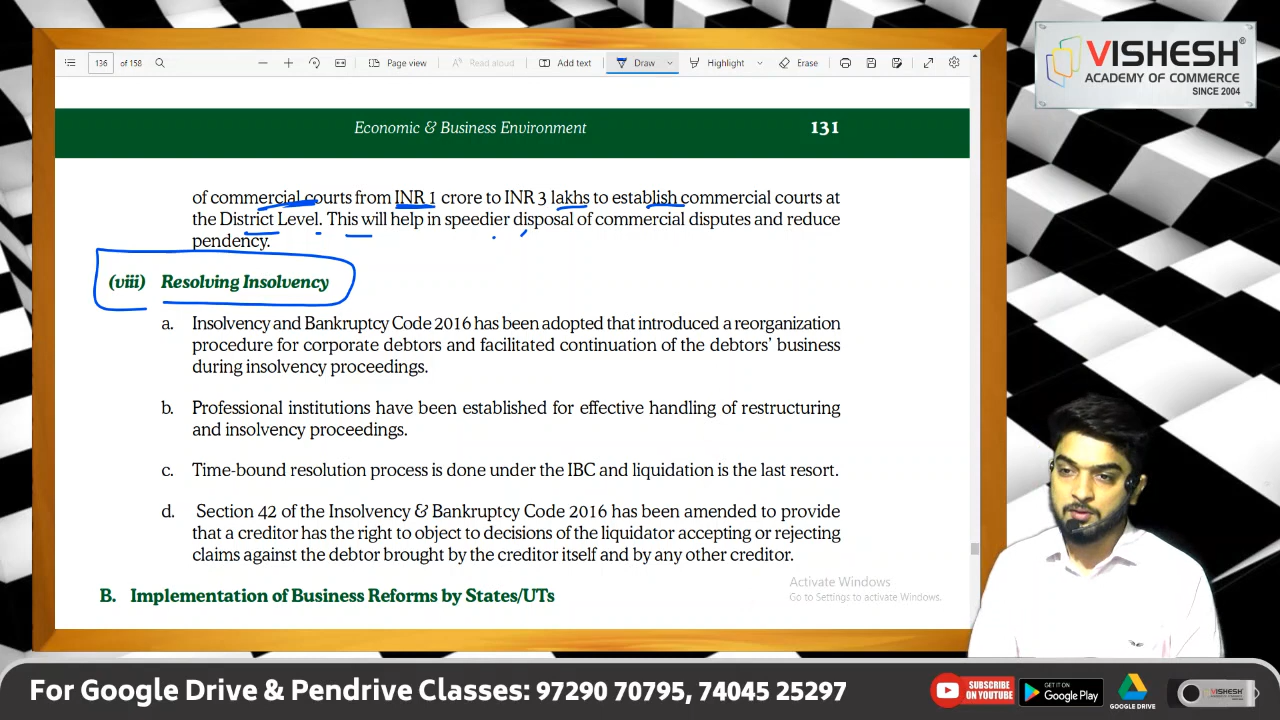 VISHESH®
ACADEMY OF COMMERCE
SINCE 2004
136 of 158
Page view
Read aloud
Add text
Draw
Highlight
Erase
Economic & Business Environment 131
of commercial courts from INR 1 crore to INR 3 lakhs to establish commercial courts at
the District Level. This will help in speedier disposal of commercial disputes and reduce
pendency.
(viii) Resolving Insolvency
a. Insolvency and Bankruptcy Code 2016 has been adopted that introduced a reorganization
procedure for corporate debtors and facilitated continuation of the debtors' business
during insolvency proceedings.
b. Professional institutions have been established for effective handling of restructuring
and insolvency proceedings.
c. Time-bound resolution process is done under the IBC and liquidation is the last resort.
d. Section 42 of the Insolvency & Bankruptcy Code 2016 has been amended to provide
that a creditor has the right to object to decisions of the liquidator accepting or rejecting
claims against the debtor brought by the creditor itself and by any other creditor.
Activate Windows
Go to Settings to activate Windows.
B. Implementation of Business Reforms by States/UTs
For Google Drive & Pendrive Classes: 97290 70795, 74045 25297
SUBSCRIBE
ON YOUTUBE
GET IT ON
Google Play
GOOGLE DRIVE
VISHESH